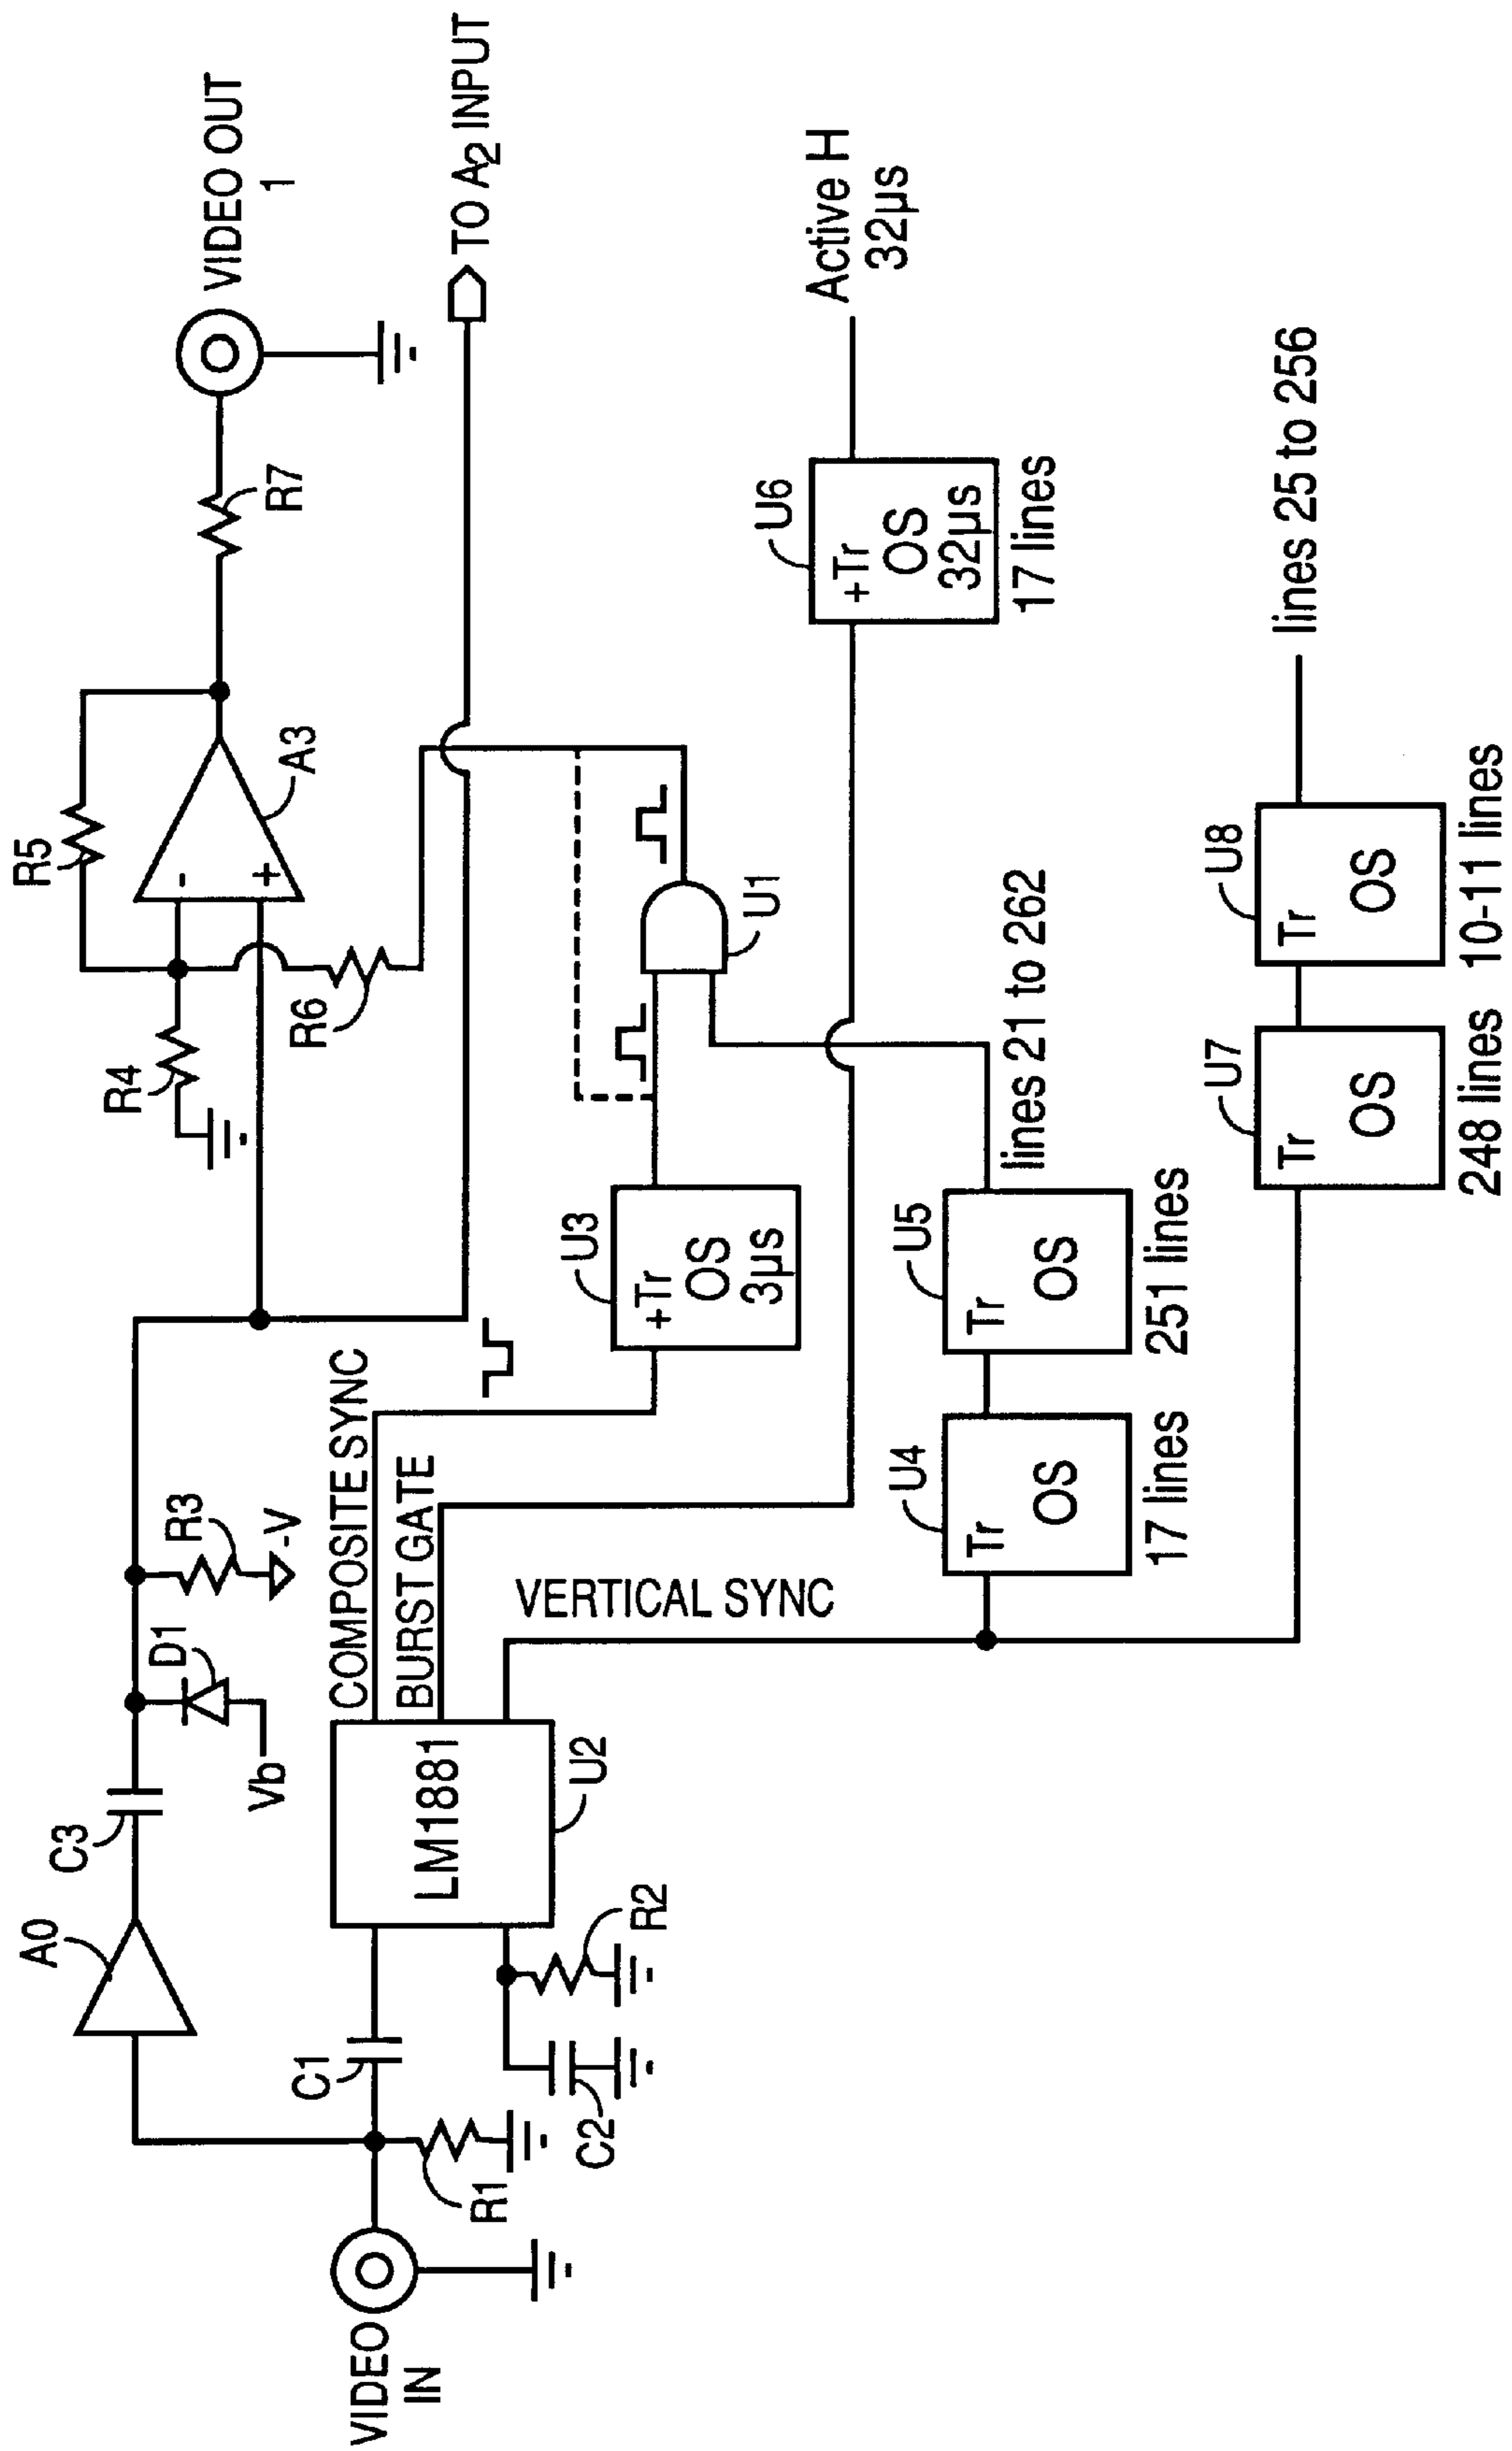 VIDEO
IN
R1
C1
A0
C3
D1
Vb
R3
-V
C2
R2
LM1881
U2
COMPOSITE SYNC
BURST GATE
VERTICAL SYNC
R4
R5
-
+
A3
R6
R7
VIDEO OUT
1
TO A2 INPUT
U3
+Tr
OS
3µs
U1
U6
+Tr
OS
32µs
17 lines
Active H
32µs
U4
Tr
OS
17 lines
U5
Tr
OS
251 lines
lines 21 to 262
U7
Tr
OS
248 lines
U8
Tr
OS
10-11 lines
lines 25 to 256